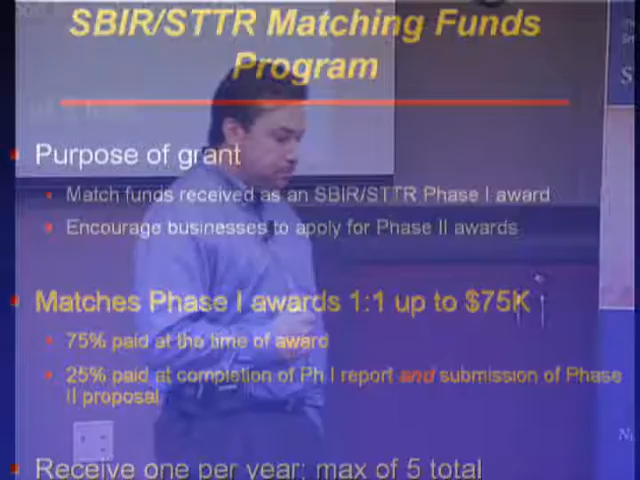 SBIR/STTR Matching Funds
Program
Purpose of grant
Match funds received as an SBIR/STTR Phase I award
Encourage businesses to apply for Phase II awards
Matches Phase I awards 1:1 up to $75K
75% paid at the time of award
25% paid at completion of Ph I report and submission of Phase
II proposal
Receive one per year; max of 5 total